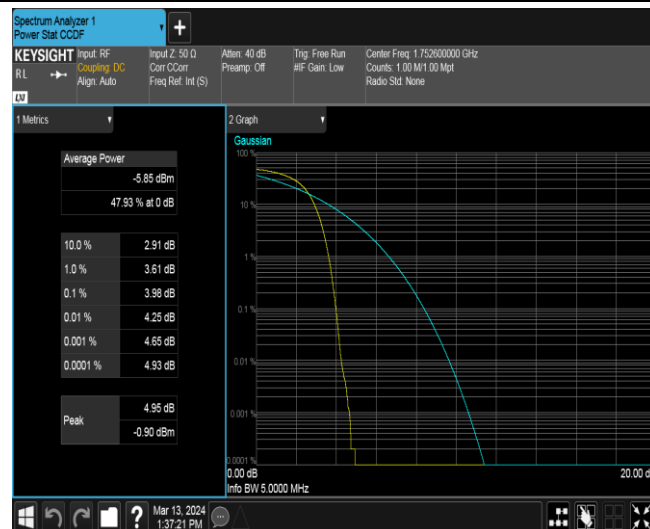 Spectrum Analyzer 1
Power Stat CCDF
+
KEYSIGHT
RL
LXI
Input: RF
Coupling: DC
Align: Auto
Input Z: 50 Ω
Corr CCorr
Freq Ref: Int (S)
Atten: 40 dB
Preamp: Off
Trig: Free Run
#IF Gain: Low
Center Freq: 1.752600000 GHz
Counts: 1.00 M/1.00 Mpt
Radio Std: None
1 Metrics
Average Power
-5.85 dBm
47.93 % at 0 dB
10.0 % 2.91 dB
1.0 % 3.61 dB
0.1 % 3.98 dB
0.01 % 4.25 dB
0.001 % 4.65 dB
0.0001 % 4.93 dB
Peak
4.95 dB
-0.90 dBm
2 Graph
Gaussian
100 %
10 %
1 %
0.1 %
0.01 %
0.001 %
0.0001 %
0.00 dB 20.00 d
Info BW 5.0000 MHz
?
Mar 13, 2024
1:37:21 PM